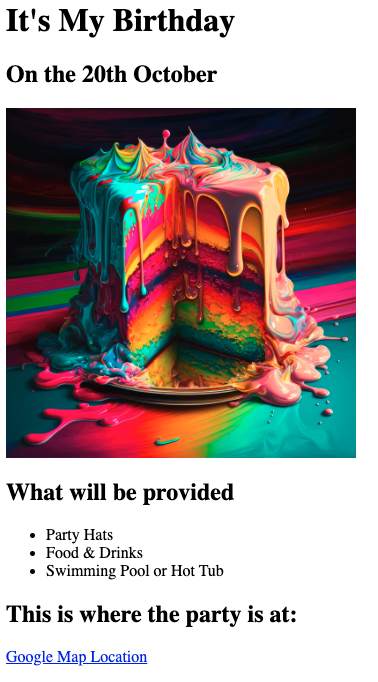 It's My Birthday
On the 20th October
What will be provided
Party Hats
Food & Drinks
Swimming Pool or Hot Tub
This is where the party is at:
Google Map Location